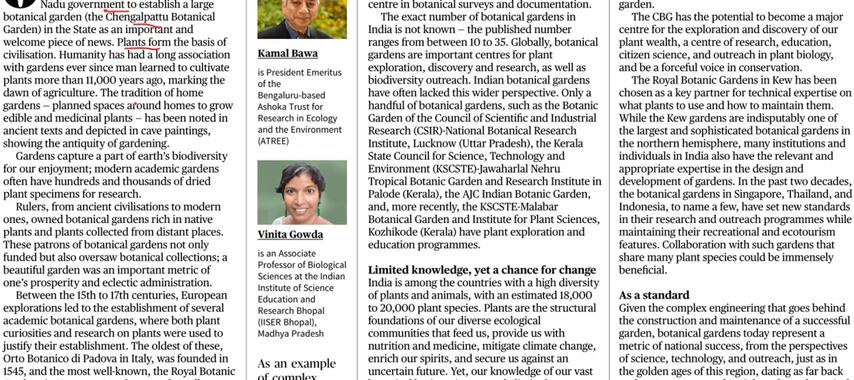 Nadu government to establish a large
botanical garden (the Chengalpattu Botanical
Garden) in the State as an important and
welcome piece of news. Plants form the basis of
civilisation. Humanity has had a long association
with gardens ever since man learned to cultivate
plants more than 11,000 years ago, marking the
dawn of agriculture. The tradition of home
gardens – planned spaces around homes to grow
edible and medicinal plants – has been noted in
ancient texts and depicted in cave paintings,
showing the antiquity of gardening.
Gardens capture a part of earth's biodiversity
for our enjoyment; modern academic gardens
often have hundreds and thousands of dried
plant specimens for research.
Rulers, from ancient civilisations to modern
ones, owned botanical gardens rich in native
plants and plants collected from distant places.
These patrons of botanical gardens not only
funded but also oversaw botanical collections; a
beautiful garden was an important metric of
one's prosperity and eclectic administration.
Between the 15th to 17th centuries, European
explorations led to the establishment of several
academic botanical gardens, where both plant
curiosities and research on plants were used to
justify their establishment. The oldest of these,
Orto Botanico di Padova in Italy, was founded in
1545, and the most well-known, the Royal Botanic
Kamal Bawa
is President Emeritus
of the
Bengaluru-based
Ashoka Trust for
Research in Ecology
and the Environment
(ATREE)
Vinita Gowda
is an Associate
Professor of Biological
Sciences at the Indian
Institute of Science
Education and
Research Bhopal
(IISER Bhopal),
Madhya Pradesh
As an example
of complex
centre in botanical surveys and documentation.
The exact number of botanical gardens in
India is not known – the published number
ranges from between 10 to 35. Globally, botanical
gardens are important centres for plant
exploration, discovery and research, as well as
biodiversity outreach. Indian botanical gardens
have often lacked this wider perspective. Only a
handful of botanical gardens, such as the Botanic
Garden of the Council of Scientific and Industrial
Research (CSIR)-National Botanical Research
Institute, Lucknow (Uttar Pradesh), the Kerala
State Council for Science, Technology and
Environment (KSCSTE)-Jawaharlal Nehru
Tropical Botanic Garden and Research Institute in
Palode (Kerala), the AJC Indian Botanic Garden,
and, more recently, the KSCSTE-Malabar
Botanical Garden and Institute for Plant Sciences,
Kozhikode (Kerala) have plant exploration and
education programmes.
Limited knowledge, yet a chance for change
India is among the countries with a high diversity
of plants and animals, with an estimated 18,000
to 20,000 plant species. Plants are the structural
foundations of our diverse ecological
communities that feed us, provide us with
nutrition and medicine, mitigate climate change,
enrich our spirits, and secure us against an
uncertain future. Yet, our knowledge of our vast
garden.
The CBG has the potential to become a major
centre for the exploration and discovery of our
plant wealth, a centre of research, education,
citizen science, and outreach in plant biology,
and be a forceful voice in conservation.
The Royal Botanic Gardens in Kew has been
chosen as a key partner for technical expertise on
what plants to use and how to maintain them.
While the Kew gardens are indisputably one of
the largest and sophisticated botanical gardens in
the northern hemisphere, many institutions and
individuals in India also have the relevant and
appropriate expertise in the design and
development of gardens. In the past two decades,
the botanical gardens in Singapore, Thailand, and
Indonesia, to name a few, have set new standards
in their research and outreach programmes while
maintaining their recreational and ecotourism
features. Collaboration with such gardens that
share many plant species could be immensely
beneficial.
As a standard
Given the complex engineering that goes behind
the construction and maintenance of a successful
garden, botanical gardens today represent a
metric of national success, from the perspectives
of science, technology, and outreach, just as in
the golden ages of this region, dating as far back